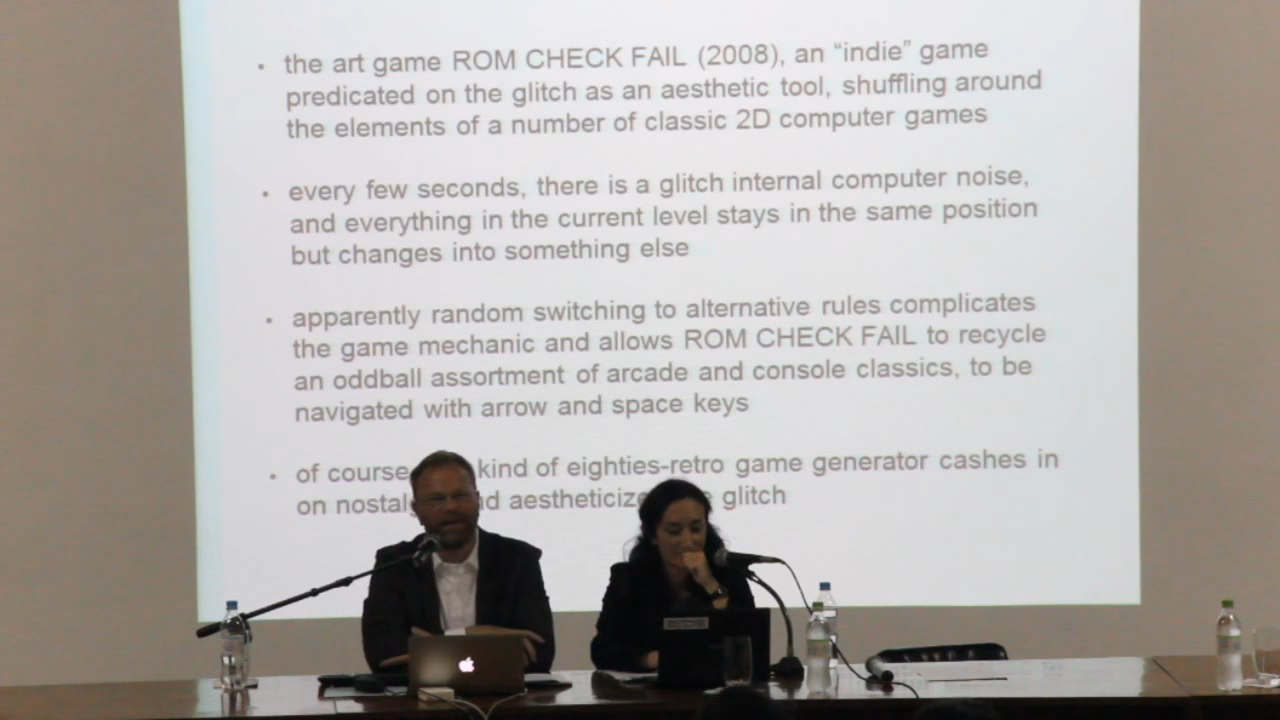 • the art game ROM CHECK FAIL (2008), an “indie” game
predicated on the glitch as an aesthetic tool, shuffling around
the elements of a number of classic 2D computer games
• every few seconds, there is a glitch internal computer noise,
and everything in the current level stays in the same position
but changes into something else
• apparently random switching to alternative rules complicates
the game mechanic and allows ROM CHECK FAIL to recycle
an oddball assortment of arcade and console classics, to be
navigated with arrow and space keys
• of course kind of eighties-retro game generator cashes in
on glitch